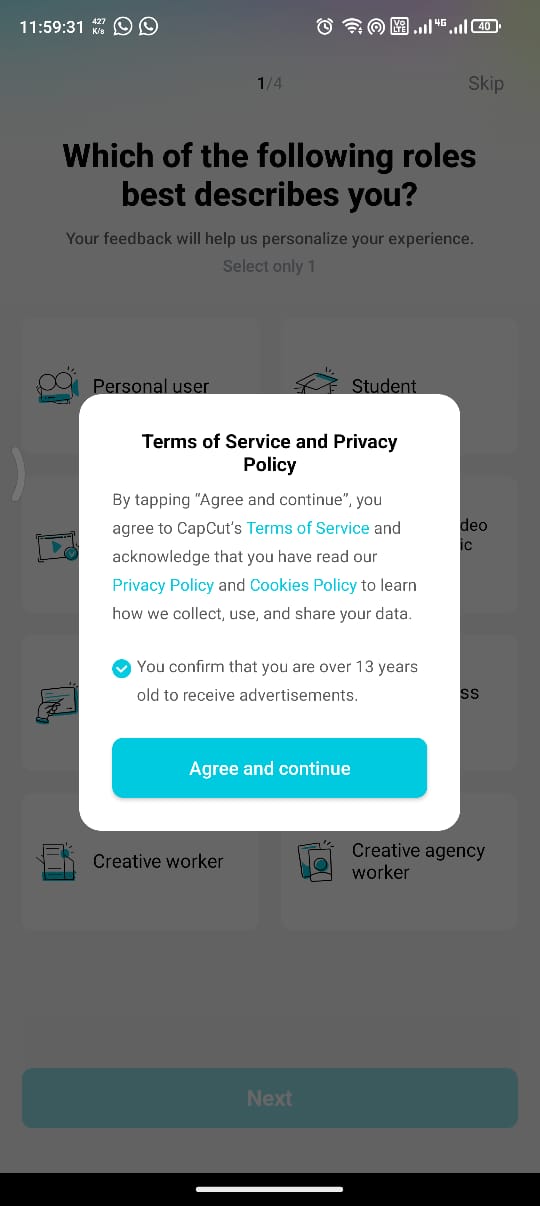 11:59:31 427 K/s Vo LTE 4G 40
1/4 Skip
Which of the following roles
best describes you?
Your feedback will help us personalize your experience.
Select only 1
Personal user Student
Terms of Service and Privacy
Policy
By tapping “Agree and continue”, you
agree to CapCut’s Terms of Service and
acknowledge that you have read our
Privacy Policy and Cookies Policy to learn
how we collect, use, and share your data.
deo
ic
You confirm that you are over 13 years
old to receive advertisements.
ss
Agree and continue
Creative worker
Creative agency
worker
Next